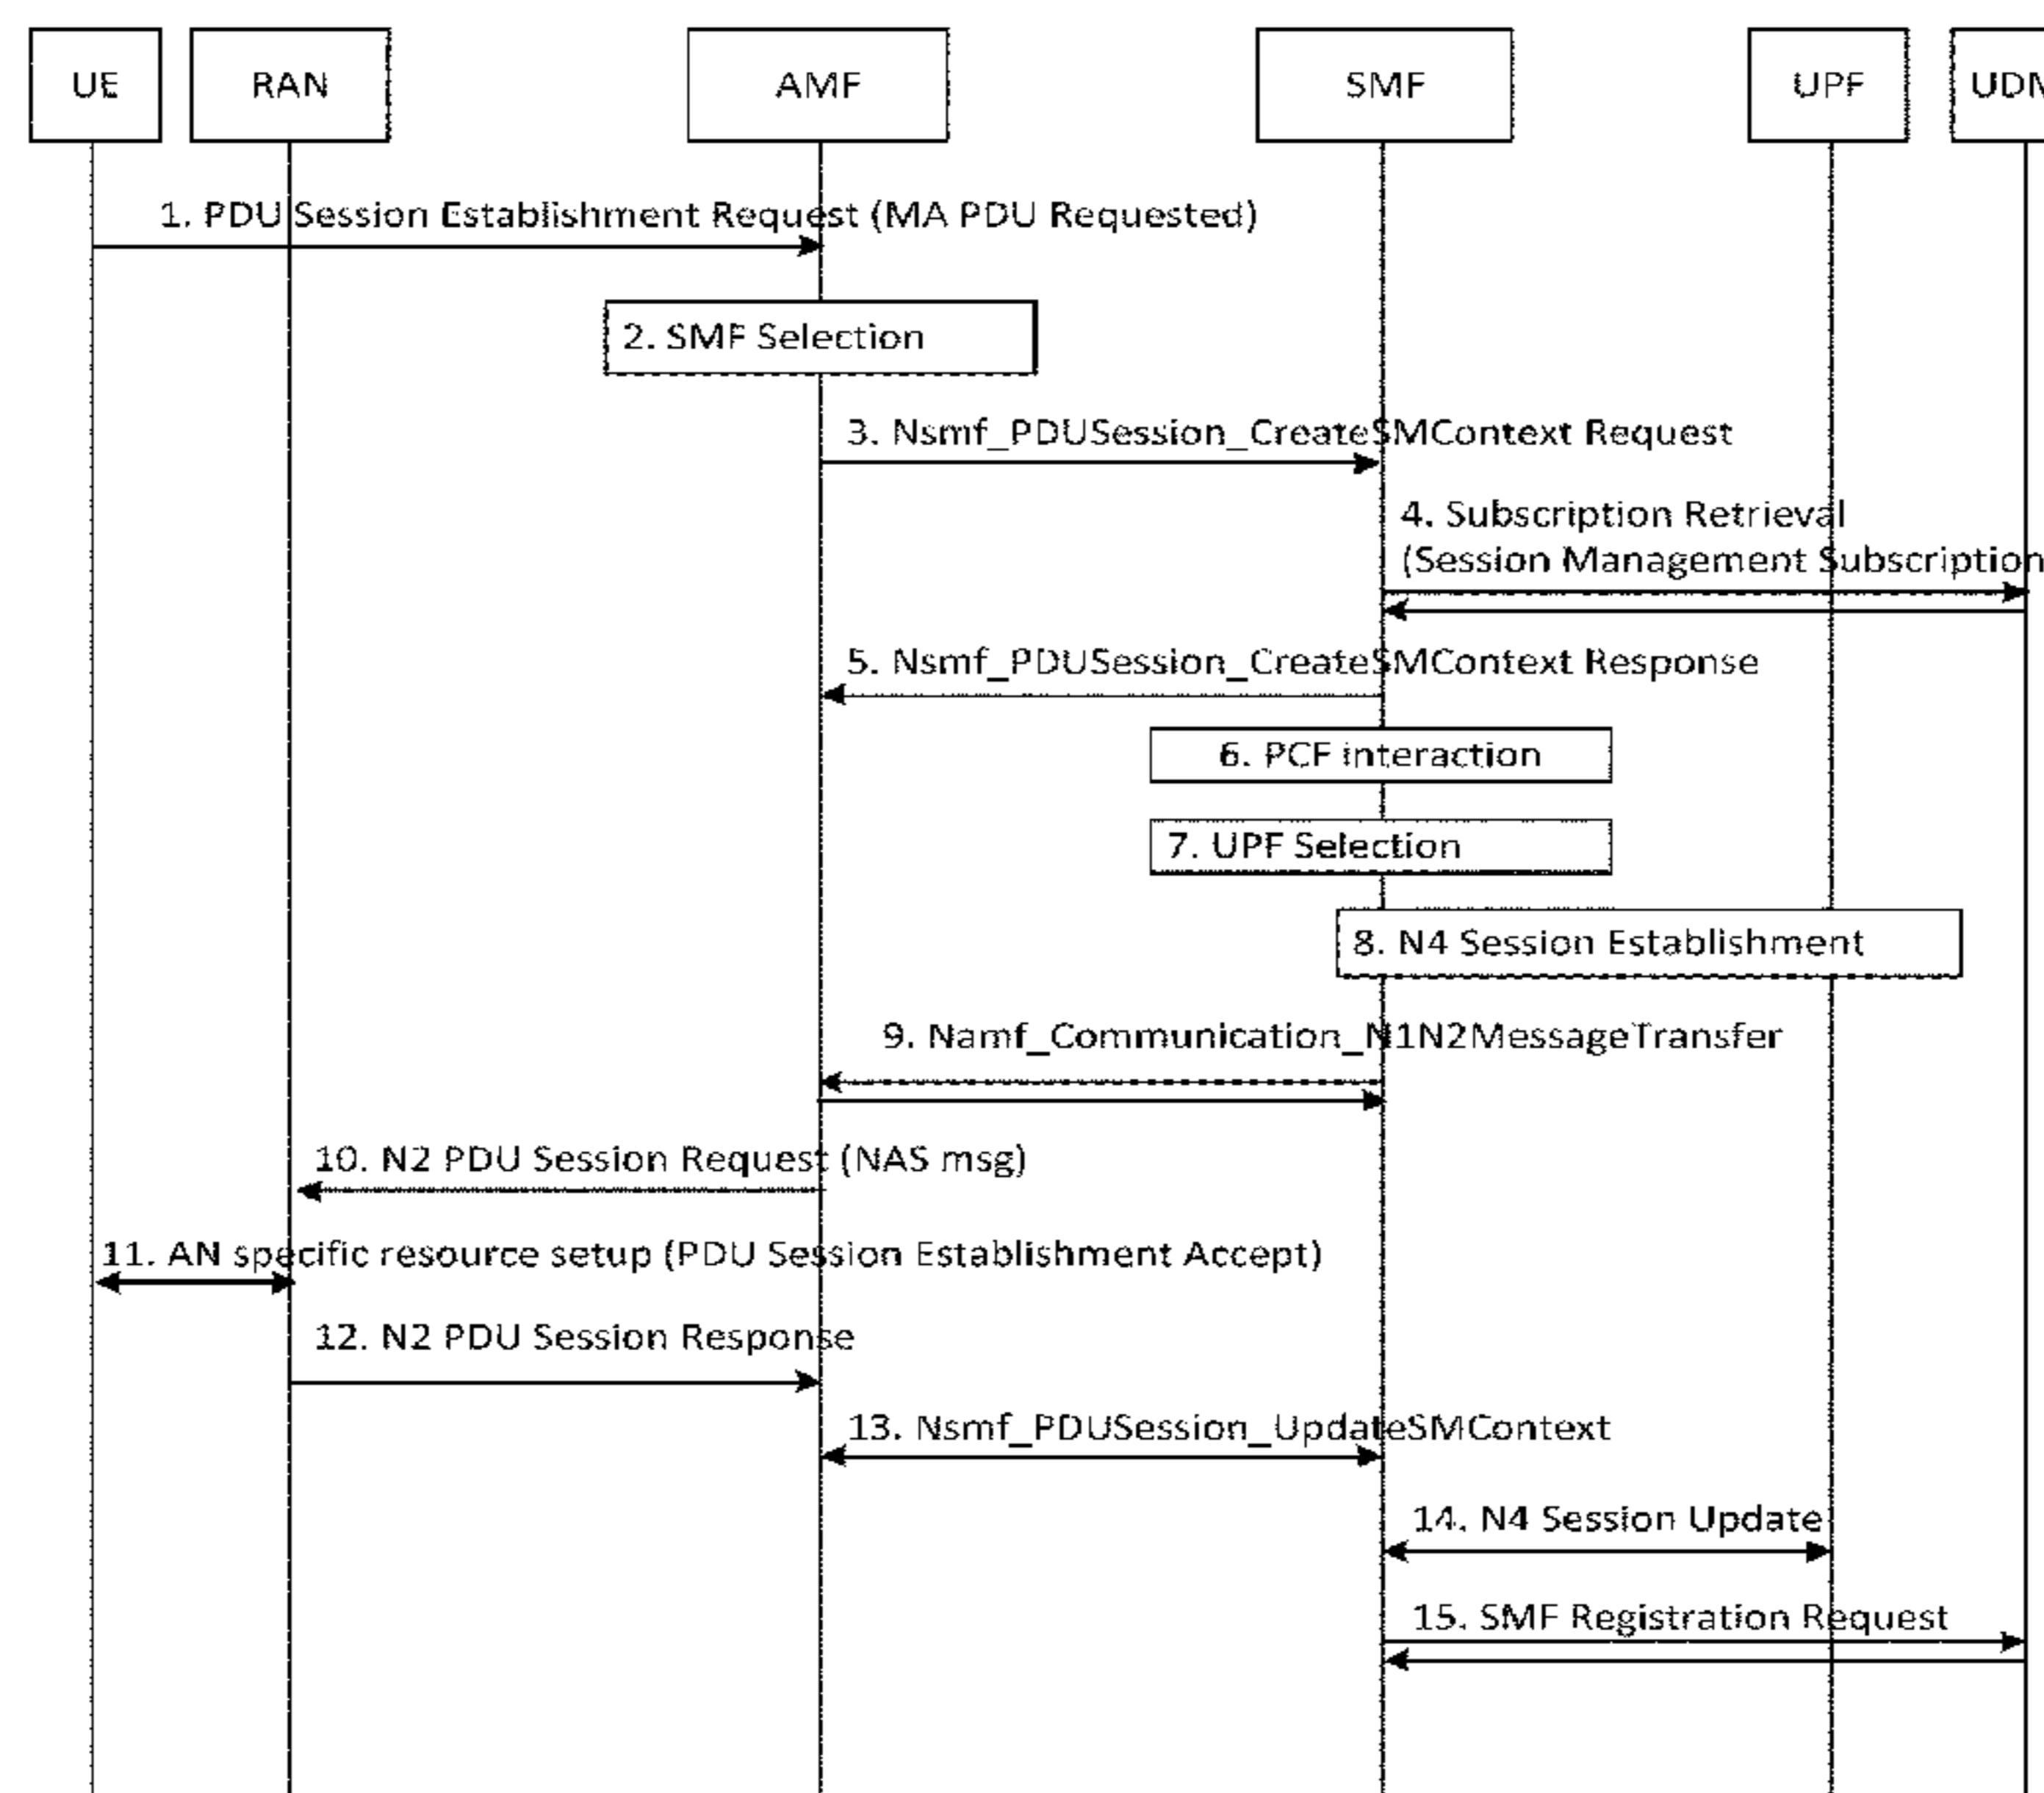 UE
RAN
AMF
SMF
UPF
1. PDU Session Establishment Request (MA PDU Requested)
2. SMF Selection
3. Nsmf_PDUSession_CreateSMContext Request
4. Subscription Retrieval
(Session Management Subscription
5. Nsmf_PDUSession_CreateSMContext Response
6. PCF interaction
7. UPF Selection
8. N4 Session Establishment
9. Namf_Communication_N1N2MessageTransfer
10. N2 PDU Session Request (NAS msg)
11. AN specific resource setup (PDU Session Establishment Accept)
12. N2 PDU Session Response
13. Nsmf_PDUSession_UpdateSMContext
14. N4 Session Update
15. SMF Registration Request